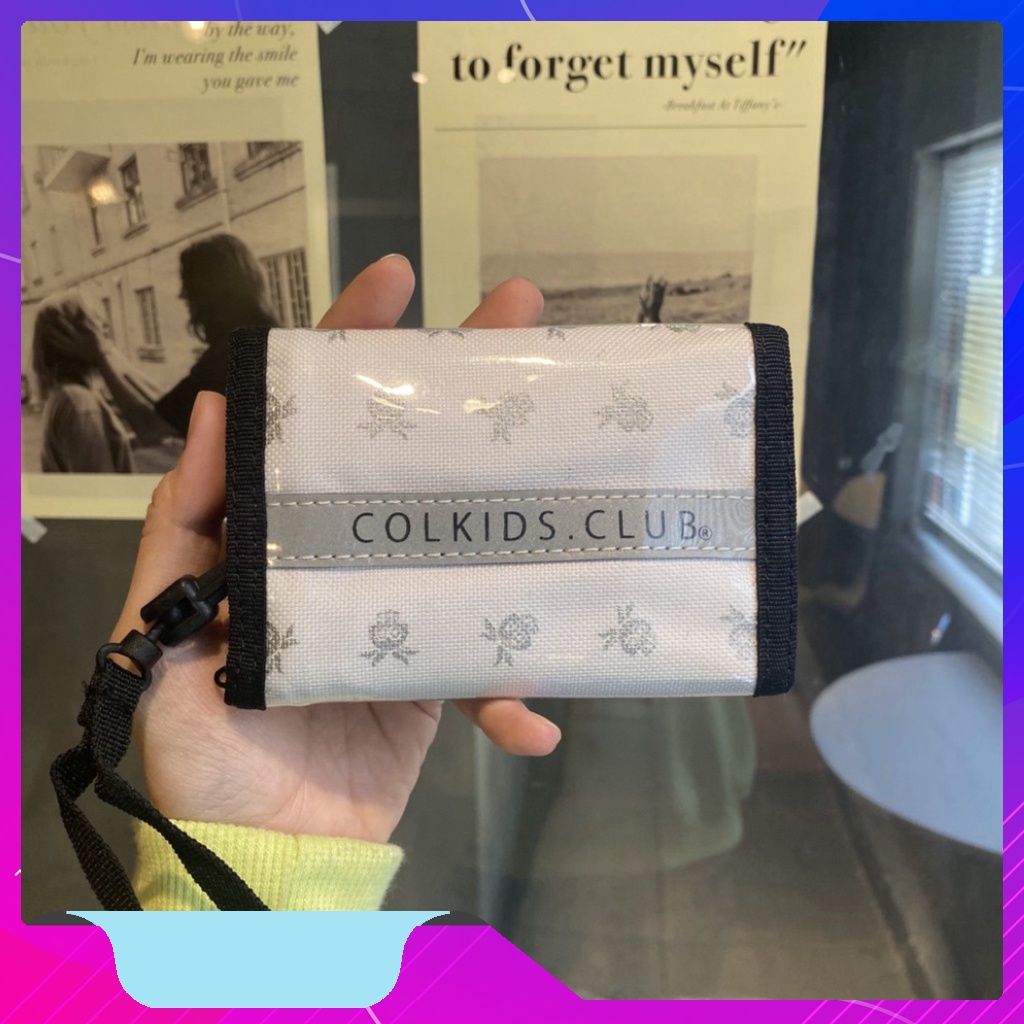 by the way,
I'm wearing the smile
you gave me
to forget myself"
-Breakfast At Tiffany's-
COLKIDS.CLUB®